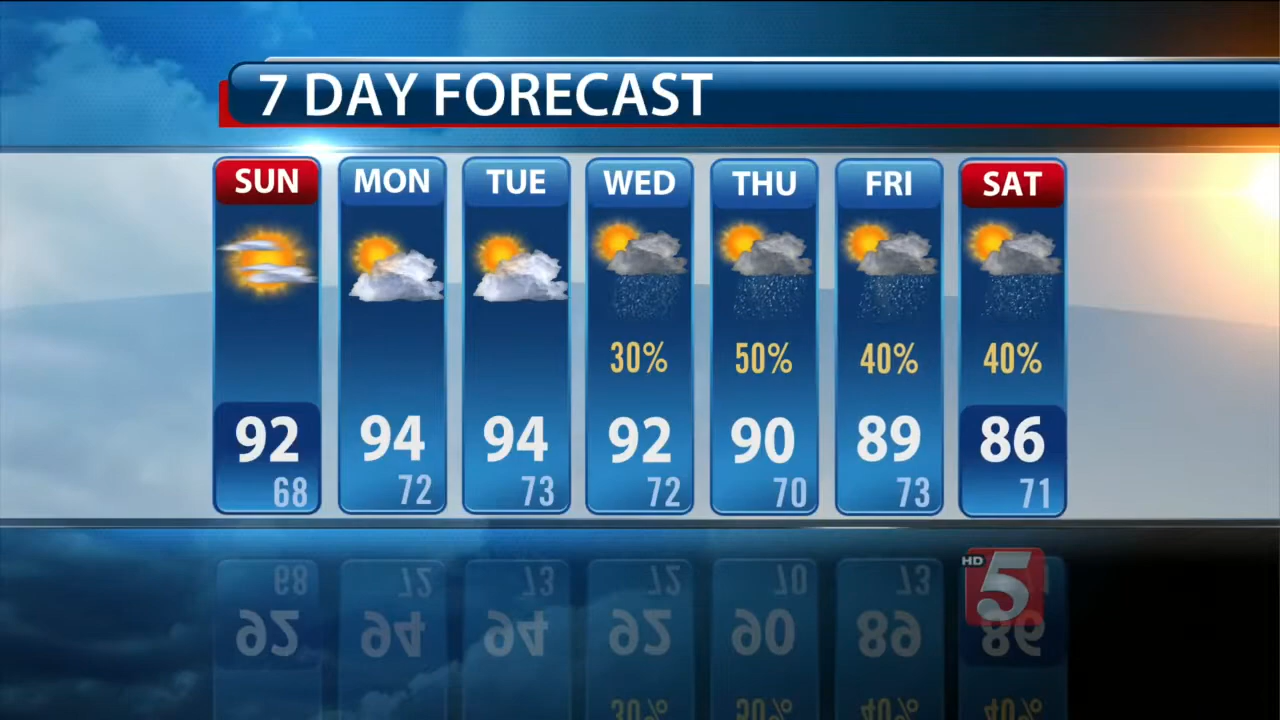 7 DAY FORECAST
SUN MON TUE WED THU FRI SAT
30% 50% 40% 40%
92 94 94 92 90 89 86
68 72 73 72 70 73 71
HD 5